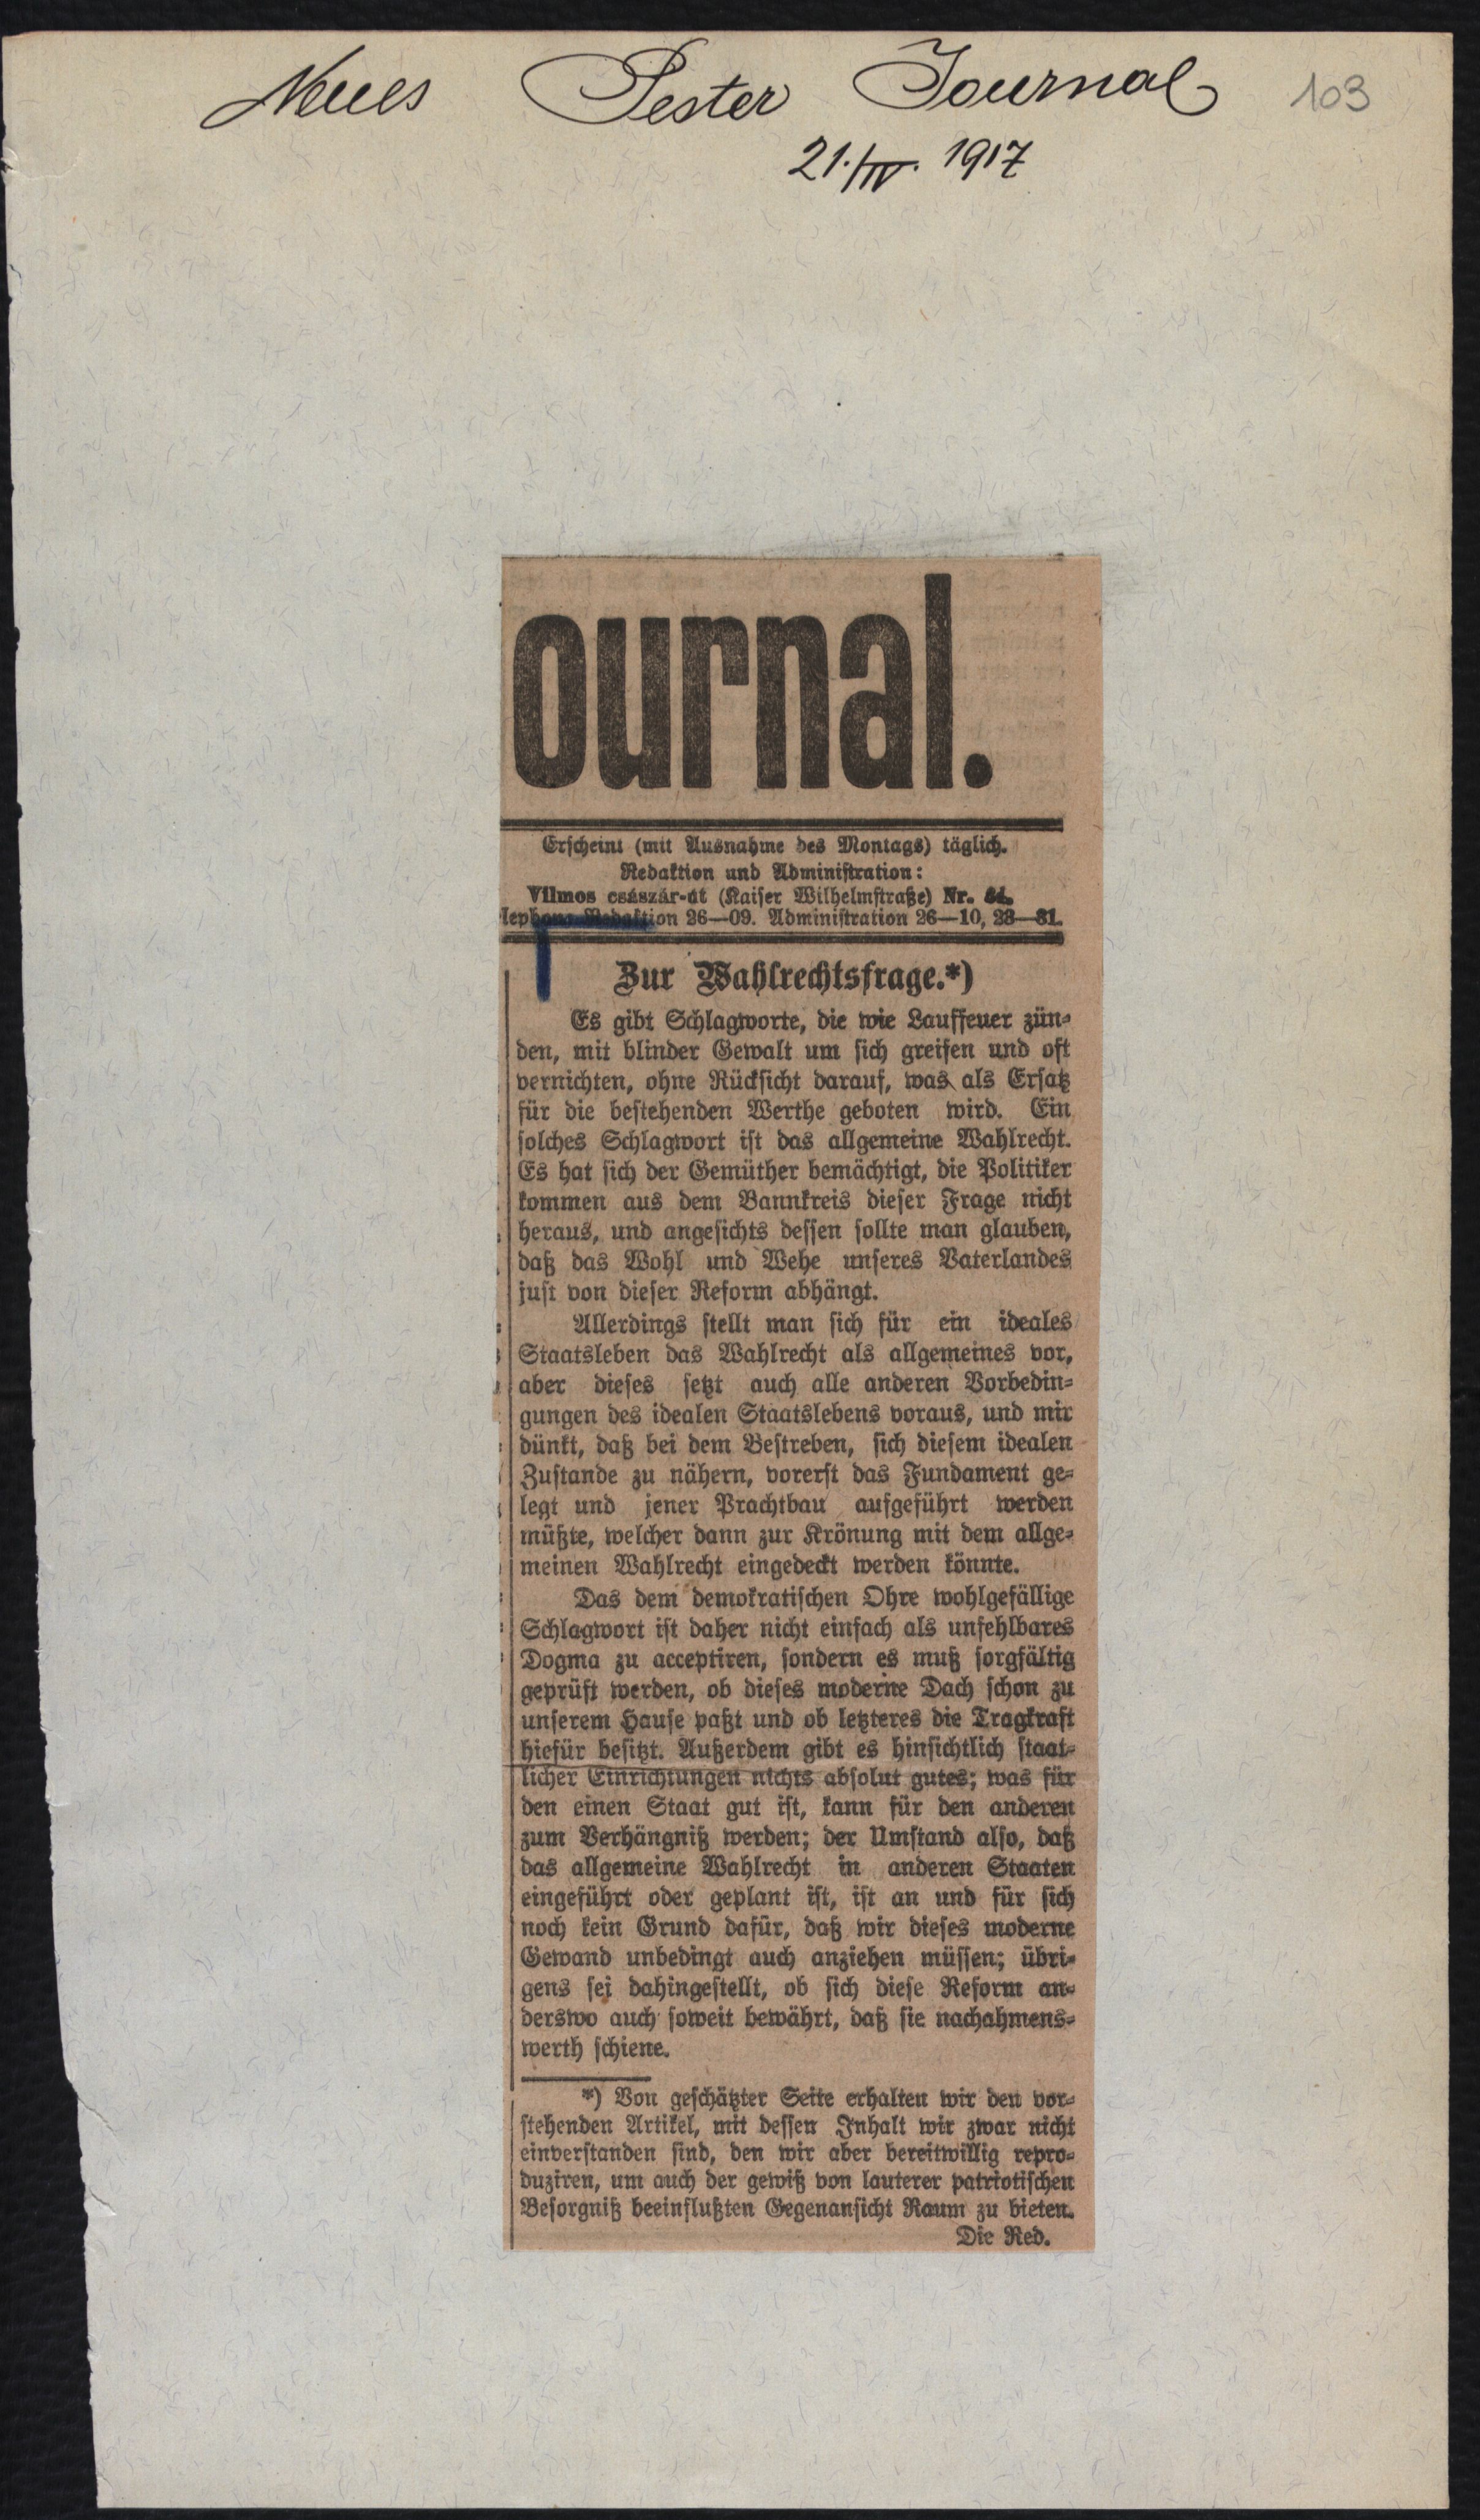 Neues Pester Journal
103
21./IV. 1917
ournal.
Erscheint (mit Ausnahme des Montags) täglich.
Redaktion und Administration:
Vilmos császár-út (Kaiser Wilhelmstraße) Nr.
lephone: Redaktion 26—09. Administration 26—10, 23—31.
Zur Wahlrechtsfrage.*)
Es gibt Schlagworte, die wie Lauffeuer zün-
den, mit blinder Gewalt um sich greifen und oft
vernichten, ohne Rücksicht darauf, was als Ersatz
für die bestehenden Werthe geboten wird. Ein
solches Schlagwort ist das allgemeine Wahlrecht.
Es hat sich der Gemüther bemächtigt, die Politiker
kommen aus dem Bannkreis dieser Frage nicht
heraus, und angesichts dessen sollte man glauben,
daß das Wohl und Wehe unseres Vaterlandes
just von dieser Reform abhängt.
Allerdings stellt man sich für ein ideales
Staatsleben das Wahlrecht als allgemeines vor,
aber dieses setzt auch alle anderen Vorbedin-
gungen des idealen Staatslebens voraus, und mir
dünkt, daß bei dem Bestreben, sich diesem idealen
Zustande zu nähern, vorerst das Fundament ge-
legt und jener Prachtbau aufgeführt werden
müßte, welcher dann zur Krönung mit dem allge-
meinen Wahlrecht eingedeckt werden könnte.
Das dem demokratischen Ohre wohlgefällige
Schlagwort ist daher nicht einfach als unfehlbares
Dogma zu acceptiren, sondern es muß sorgfältig
geprüft werden, ob dieses moderne Dach schon zu
unserem Hause paßt und ob letzteres die Tragkraft
hiefür besitzt. Außerdem gibt es hinsichtlich staat-
licher Einrichtungen nichts absolut gutes; was für
den einen Staat gut ist, kann für den anderen
zum Verhängniß werden; der Umstand also, daß
das allgemeine Wahlrecht in anderen Staaten
eingeführt oder geplant ist, ist an und für sich
noch kein Grund dafür, daß wir dieses moderne
Gewand unbedingt auch anziehen müssen; übri-
gens sei dahingestellt, ob sich diese Reform an-
derswo auch soweit bewährt, daß sie nachahmens-
werth schiene.
*) Von geschätzter Seite erhalten wir den vor-
stehenden Artikel, mit dessen Inhalt wir zwar nicht
einverstanden sind, den wir aber bereitwillig repro-
duziren, um auch der gewiß von lauterer patriotischen
Besorgniß beeinflußten Gegenansicht Raum zu bieten.
Die Red.